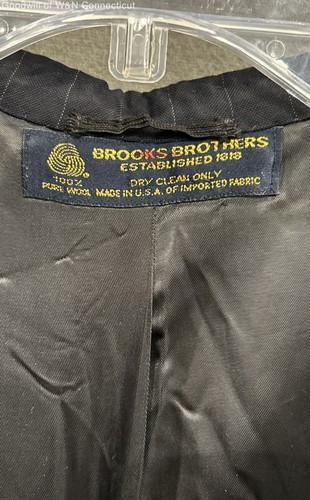 Goodwill of W&N Connecticut
BROOKS BROTHERS
ESTABLISHED 1818
100%
PURE WOOL
DRY CLEAN ONLY
MADE IN U.S.A. OF IMPORTED FABRIC